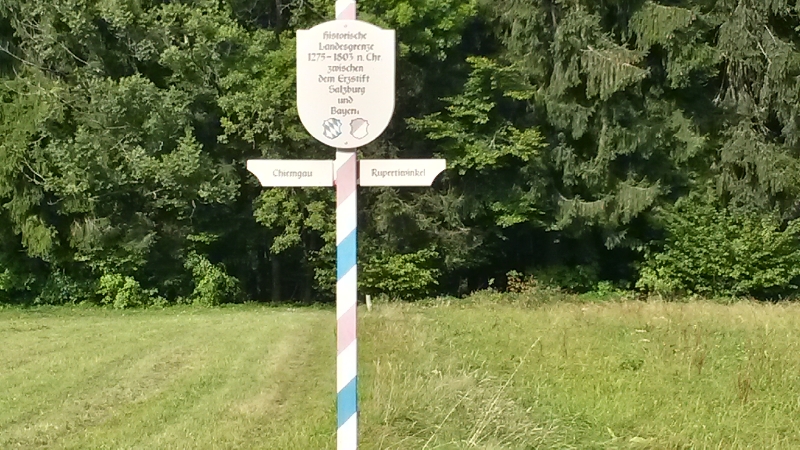 Historische
Landesgrenze
1275-1803 n. Chr
zwischen
dem Erzstift
Salzburg
und
Bayern.
Chiemgau
Rupertiwinkel